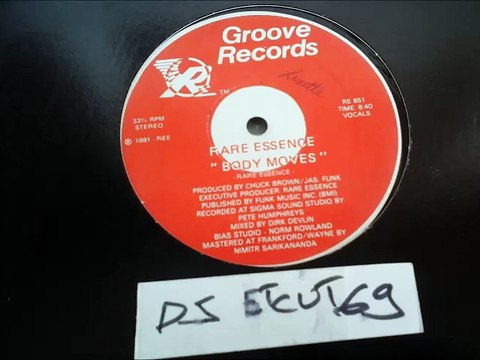 Groove
Records
TM
RE 851
TIME: 6:40
VOCALS
33⅓ RPM
STEREO
℗ 1981 - REE
RARE ESSENCE
" BODY MOVES "
- RARE ESSENCE -
PRODUCED BY CHUCK BROWN/JAS. FUNK
EXECUTIVE PRODUCER RARE ESSENCE
PUBLISHED BY FUNK MUSIC INC (BMI)
RECORDED AT SIGMA SOUND STUDIO BY
PETE HUMPHREYS
MIXED BY DIRK DEVLIN
BIAS STUDIO - NORM ROWLAND
MASTERED AT FRANKFORD/WAYNE BY
NIMITR SARIKANANDA